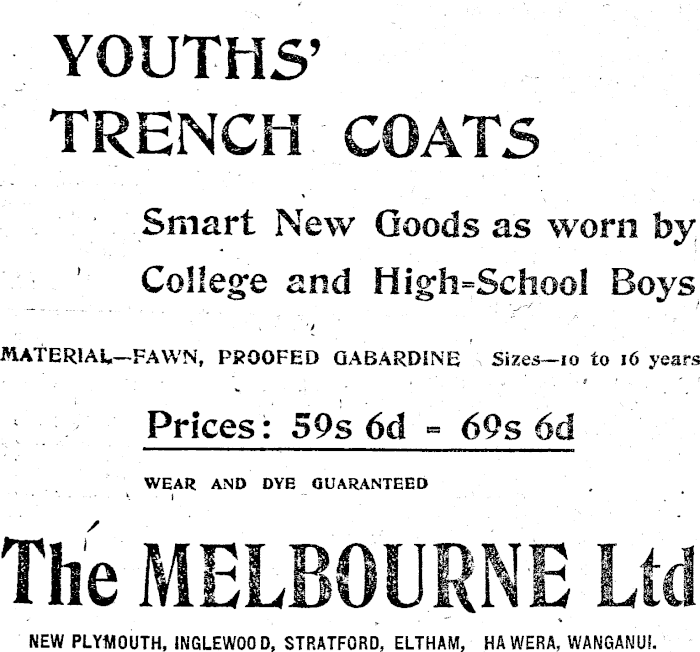 YOUTHS'
TRENCH COATS
Smart New Goods as worn by
College and High-School Boys
MATERIAL—FAWN, PROOFED GABARDINE Sizes—10 to 16 years
Prices: 59s 6d - 69s 6d
WEAR AND DYE GUARANTEED
The MELBOURNE Ltd
NEW PLYMOUTH, INGLEWOOD, STRATFORD, ELTHAM, HAWERA, WANGANUI.